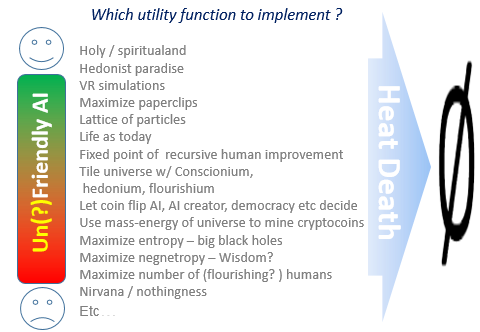 Which utility function to implement ?
Holy / spiritualand
Hedonist paradise
VR simulations
Maximize paperclips
Lattice of particles
Life as today
Fixed point of recursive human improvement
Tile universe w/ Conscionium,
hedonium, flourishium
Let coin flip AI, AI creator, democracy etc decide
Use mass-energy of universe to mine cryptocoins
Maximize entropy – big black holes
Maximize negnetropy – Wisdom?
Maximize number of (flourishing? ) humans
Nirvana / nothingness
Etc…
Un(?)Friendly AI
Heat Death
Ø